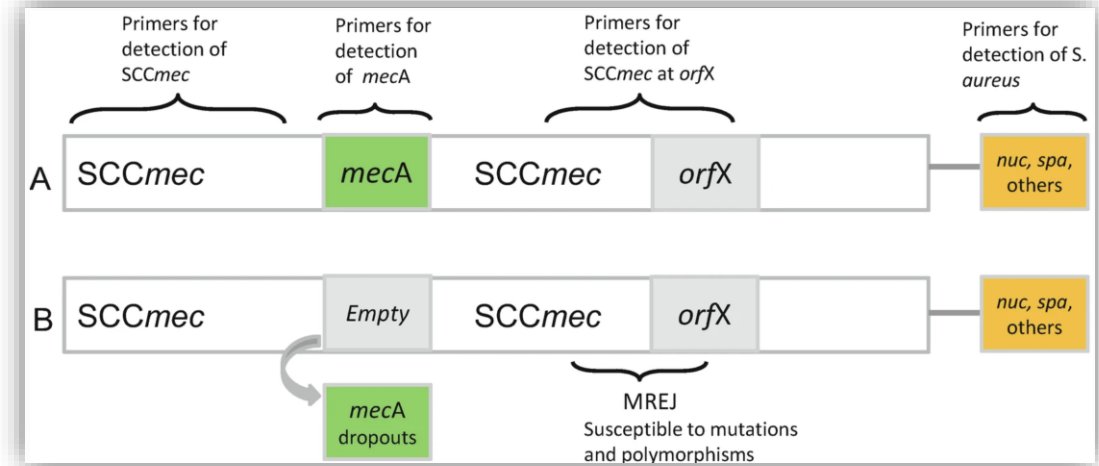 Primers for
detection of
SCCmec
Primers for
detection
of mecA
Primers for
detection of
SCCmec at orfX
Primers for
detection of S.
aureus
A
SCCmec
mecA
SCCmec
orfX
nuc, spa,
others
B
SCCmec
Empty
SCCmec
orfX
nuc, spa,
others
mecA
dropouts
MREJ
Susceptible to mutations
and polymorphisms